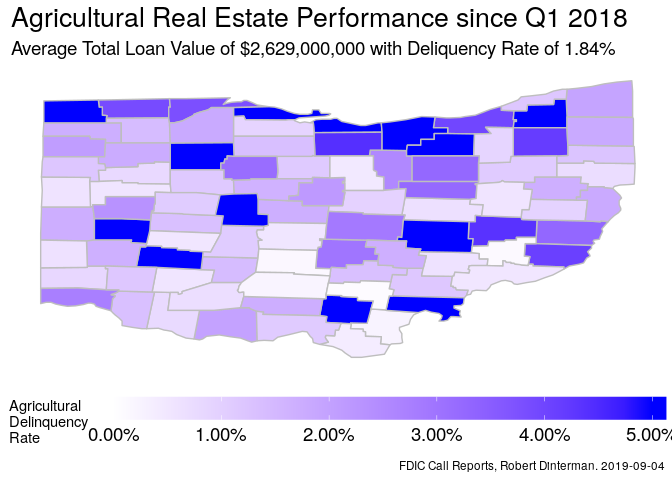 Agricultural Real Estate Performance since Q1 2018
Average Total Loan Value of $2,629,000,000 with Deliquency Rate of 1.84%
Agricultural
Delinquency
Rate
0.00% 1.00% 2.00% 3.00% 4.00% 5.00%
FDIC Call Reports, Robert Dinterman. 2019-09-04